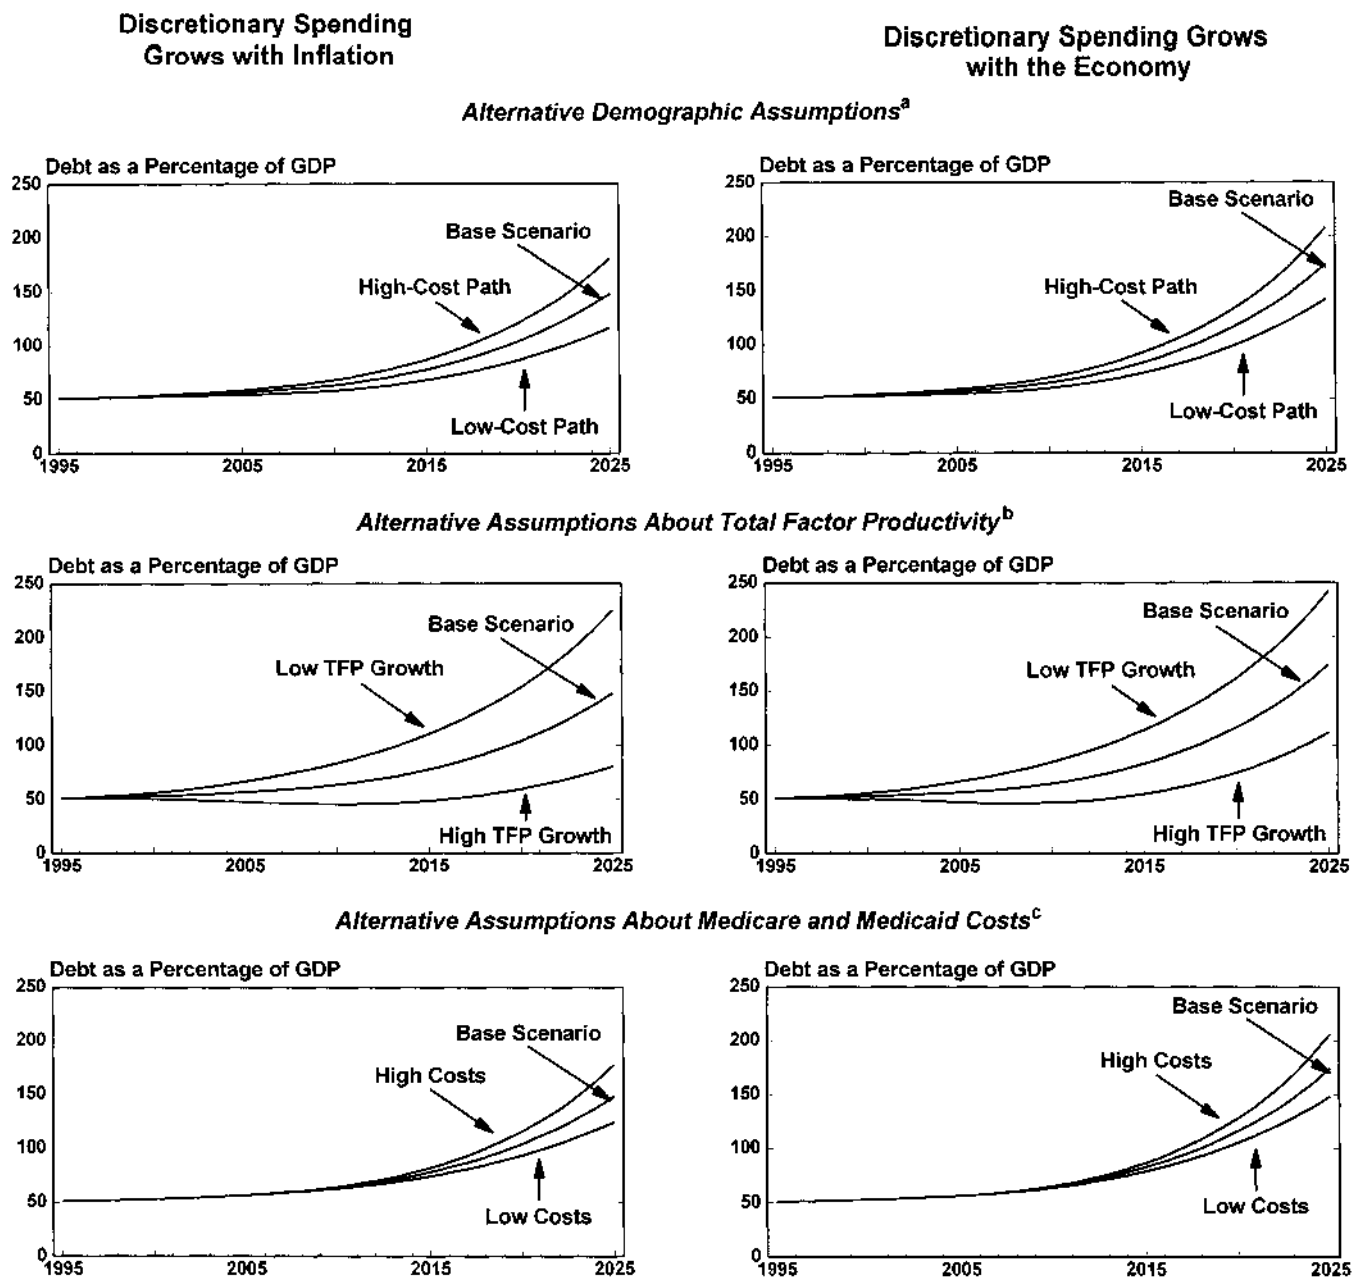 Discretionary Spending
Grows with Inflation
Discretionary Spending Grows
with the Economy
Alternative Demographic Assumptionsa
Debt as a Percentage of GDP
250
200
150
100
50
0
Base Scenario
High-Cost Path
Low-Cost Path
1995 2005 2015 2025
Debt as a Percentage of GDP
250
200
150
100
50
0
Base Scenario
High-Cost Path
Low-Cost Path
1995 2005 2015 2025
Alternative Assumptions About Total Factor Productivityb
Debt as a Percentage of GDP
250
200
150
100
50
0
Base Scenario
Low TFP Growth
High TFP Growth
1995 2005 2015 2025
Debt as a Percentage of GDP
250
200
150
100
50
0
Base Scenario
Low TFP Growth
High TFP Growth
1995 2005 2015 2025
Alternative Assumptions About Medicare and Medicaid Costsc
Debt as a Percentage of GDP
250
200
150
100
50
0
Base Scenario
High Costs
Low Costs
1995 2005 2015 2025
Debt as a Percentage of GDP
250
200
150
100
50
0
Base Scenario
High Costs
Low Costs
1995 2005 2015 2025